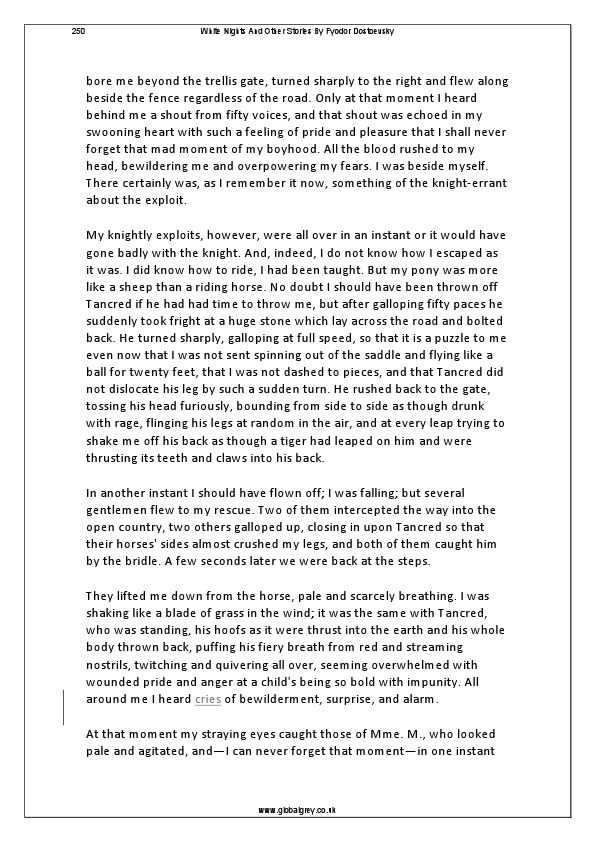 250
White Nights And Other Stories By Fyodor Dostoevsky
bore me beyond the trellis gate, turned sharply to the right and flew along
beside the fence regardless of the road. Only at that moment I heard
behind me a shout from fifty voices, and that shout was echoed in my
swooning heart with such a feeling of pride and pleasure that I shall never
forget that mad moment of my boyhood. All the blood rushed to my
head, bewildering me and overpowering my fears. I was beside myself.
There certainly was, as I remember it now, something of the knight-errant
about the exploit.
My knightly exploits, however, were all over in an instant or it would have
gone badly with the knight. And, indeed, I do not know how I escaped as
it was. I did know how to ride, I had been taught. But my pony was more
like a sheep than a riding horse. No doubt I should have been thrown off
Tancred if he had had time to throw me, but after galloping fifty paces he
suddenly took fright at a huge stone which lay across the road and bolted
back. He turned sharply, galloping at full speed, so that it is a puzzle to me
even now that I was not sent spinning out of the saddle and flying like a
ball for twenty feet, that I was not dashed to pieces, and that Tancred did
not dislocate his leg by such a sudden turn. He rushed back to the gate,
tossing his head furiously, bounding from side to side as though drunk
with rage, flinging his legs at random in the air, and at every leap trying to
shake me off his back as though a tiger had leaped on him and were
thrusting its teeth and claws into his back.
In another instant I should have flown off; I was falling; but several
gentlemen flew to my rescue. Two of them intercepted the way into the
open country, two others galloped up, closing in upon Tancred so that
their horses' sides almost crushed my legs, and both of them caught him
by the bridle. A few seconds later we were back at the steps.
They lifted me down from the horse, pale and scarcely breathing. I was
shaking like a blade of grass in the wind; it was the same with Tancred,
who was standing, his hoofs as it were thrust into the earth and his whole
body thrown back, puffing his fiery breath from red and streaming
nostrils, twitching and quivering all over, seeming overwhelmed with
wounded pride and anger at a child's being so bold with impunity. All
around me I heard cries of bewilderment, surprise, and alarm.
At that moment my straying eyes caught those of Mme. M., who looked
pale and agitated, and—I can never forget that moment—in one instant
www.globalgrey.co.uk